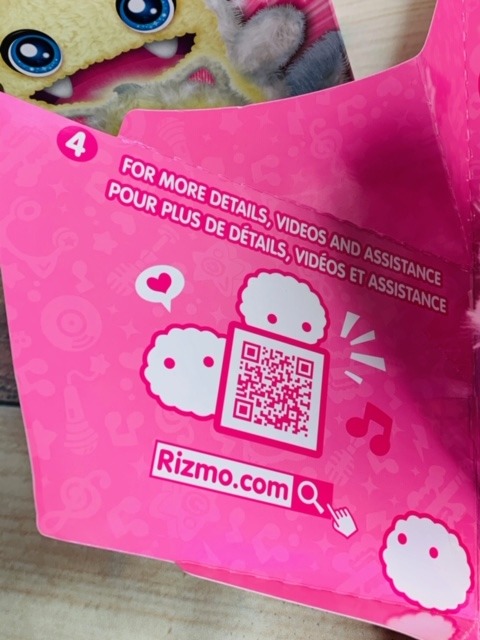 4
FOR MORE DETAILS, VIDEOS AND ASSISTANCE
POUR PLUS DE DÉTAILS, VIDÉOS ET ASSISTANCE
Rizmo.com